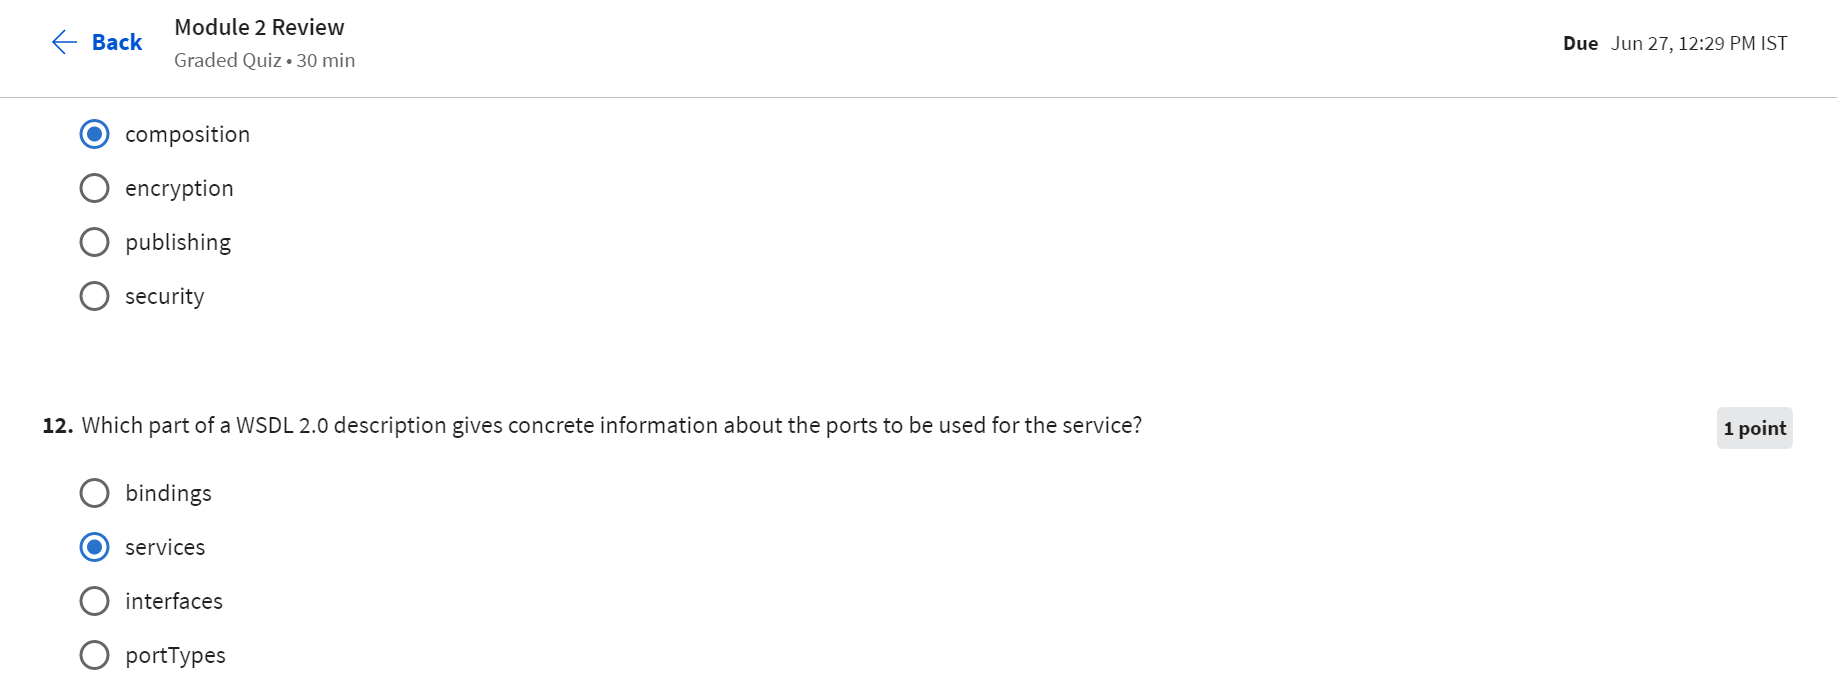 Back
Module 2 Review
Graded Quiz • 30 min
Due Jun 27, 12:29 PM IST
composition
encryption
publishing
security
12. Which part of a WSDL 2.0 description gives concrete information about the ports to be used for the service?
1 point
bindings
services
interfaces
portTypes